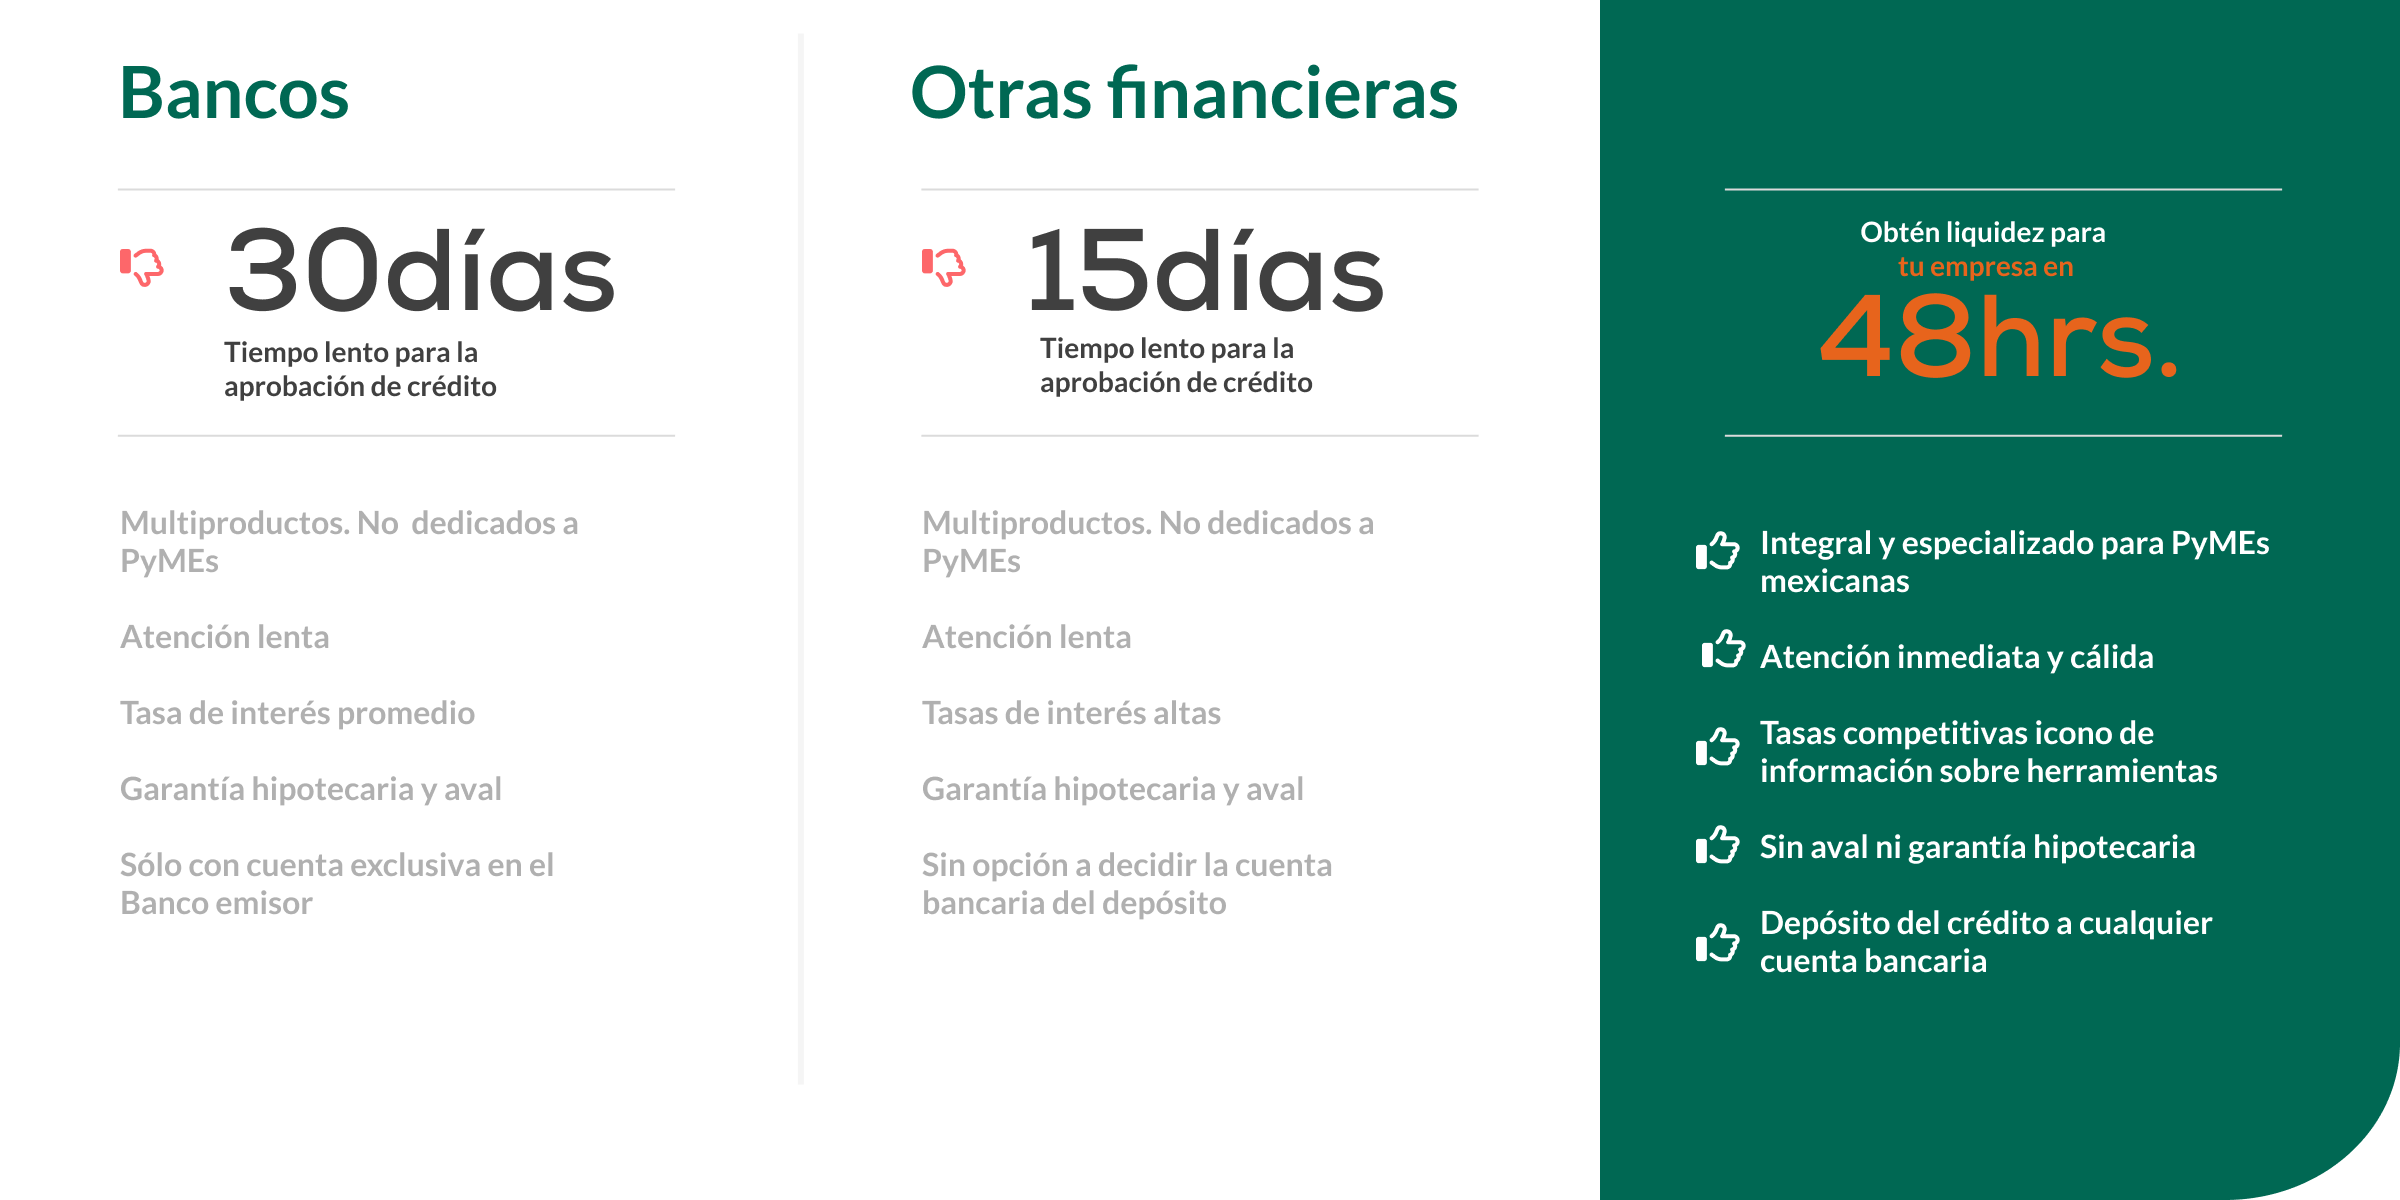 Bancos
30días
Tiempo lento para la
aprobación de crédito
Multiproductos. No  dedicados a
PyMEs
Atención lenta
Tasa de interés promedio
Garantía hipotecaria y aval
Sólo con cuenta exclusiva en el
Banco emisor
Otras financieras
15días
Tiempo lento para la
aprobación de crédito
Multiproductos. No dedicados a
PyMEs
Atención lenta
Tasas de interés altas
Garantía hipotecaria y aval
Sin opción a decidir la cuenta
bancaria del depósito
Obtén liquidez para
tu empresa en
48hrs.
Integral y especializado para PyMEs
mexicanas
Atención inmediata y cálida
Tasas competitivas icono de
información sobre herramientas
Sin aval ni garantía hipotecaria
Depósito del crédito a cualquier
cuenta bancaria